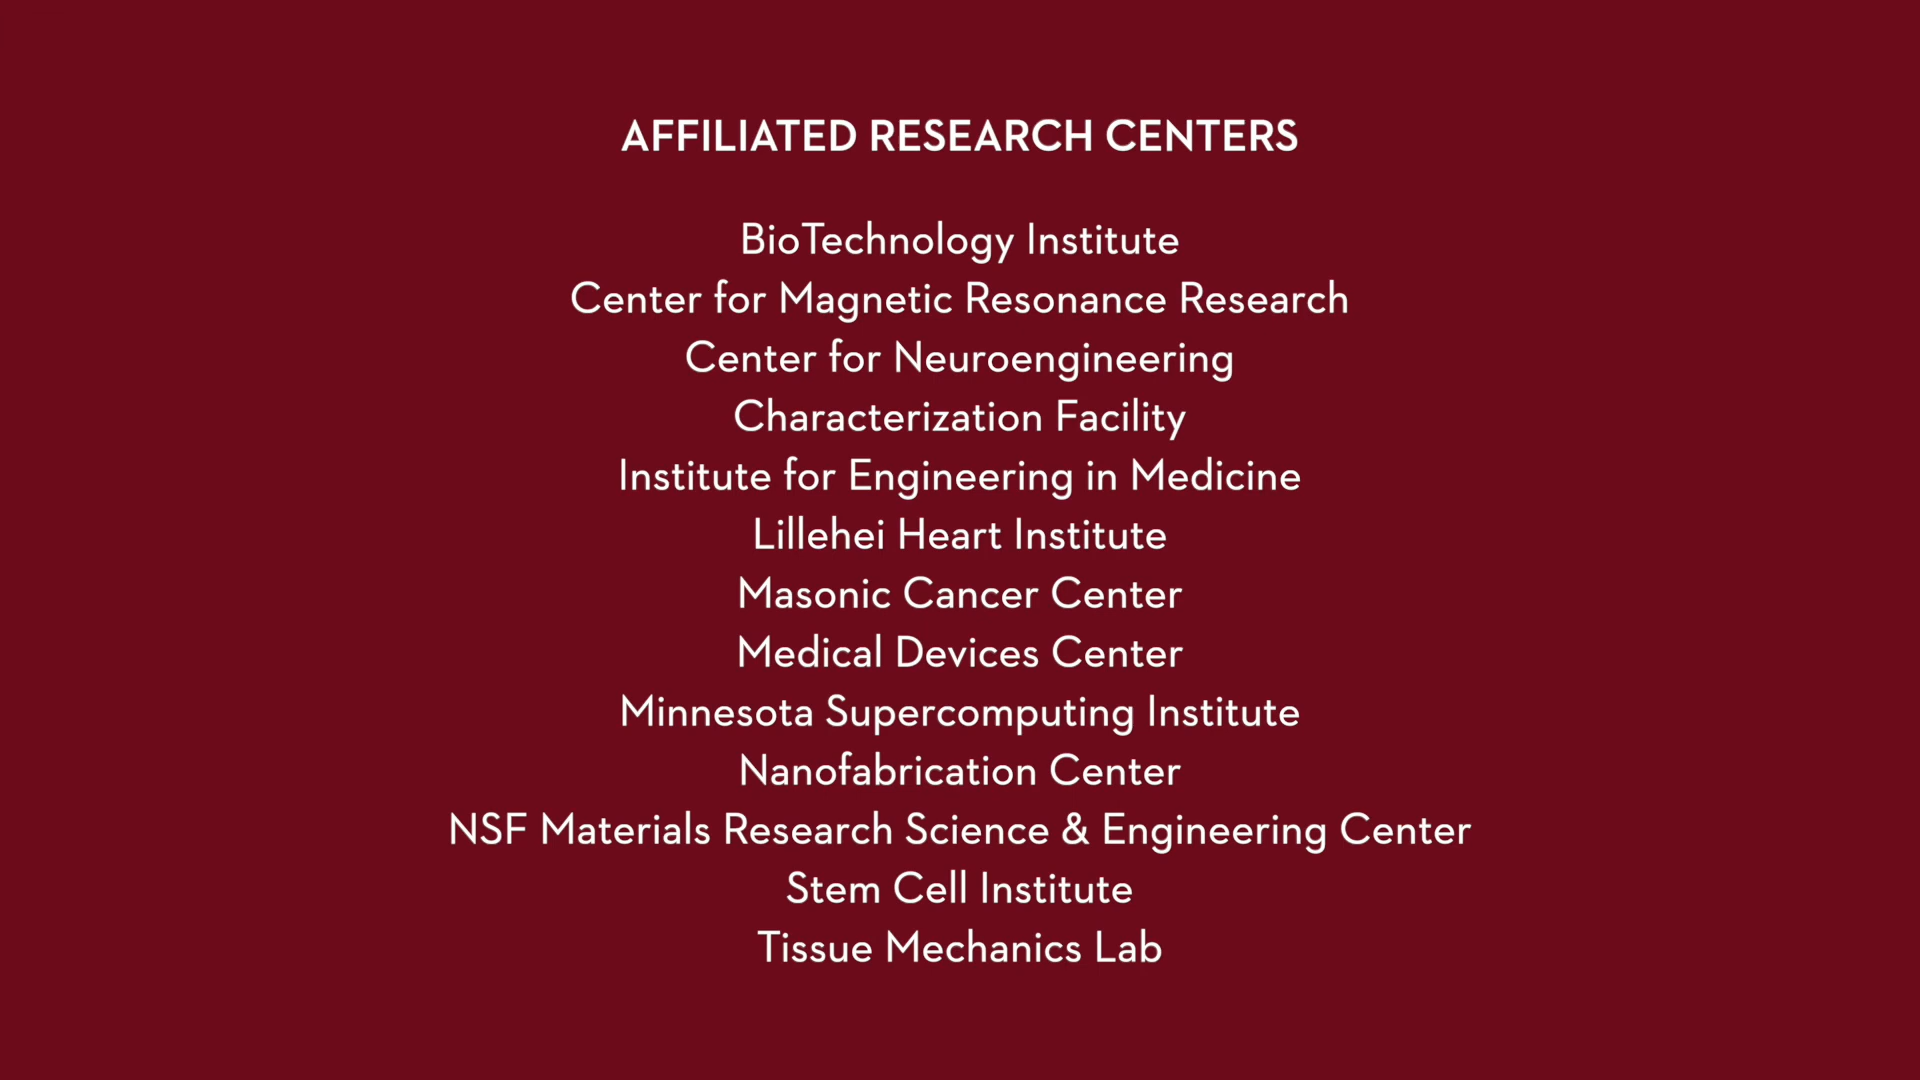 AFFILIATED RESEARCH CENTERS
BioTechnology Institute
Center for Magnetic Resonance Research
Center for Neuroengineering
Characterization Facility
Institute for Engineering in Medicine
Lillehei Heart Institute
Masonic Cancer Center
Medical Devices Center
Minnesota Supercomputing Institute
Nanofabrication Center
NSF Materials Research Science & Engineering Center
Stem Cell Institute
Tissue Mechanics Lab